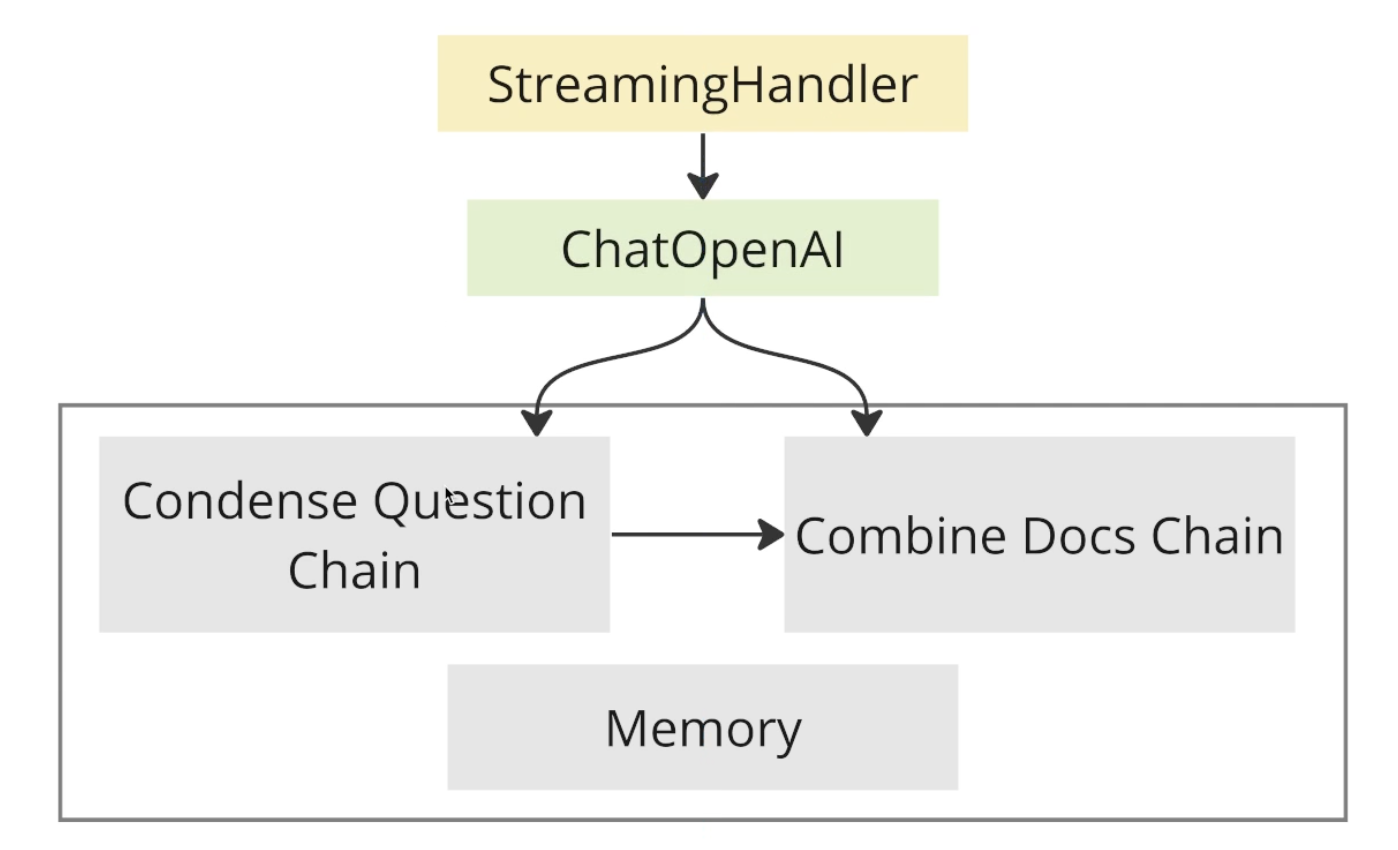 StreamingHandler
ChatOpenAI
Condense Question
Chain
Combine Docs Chain
Memory